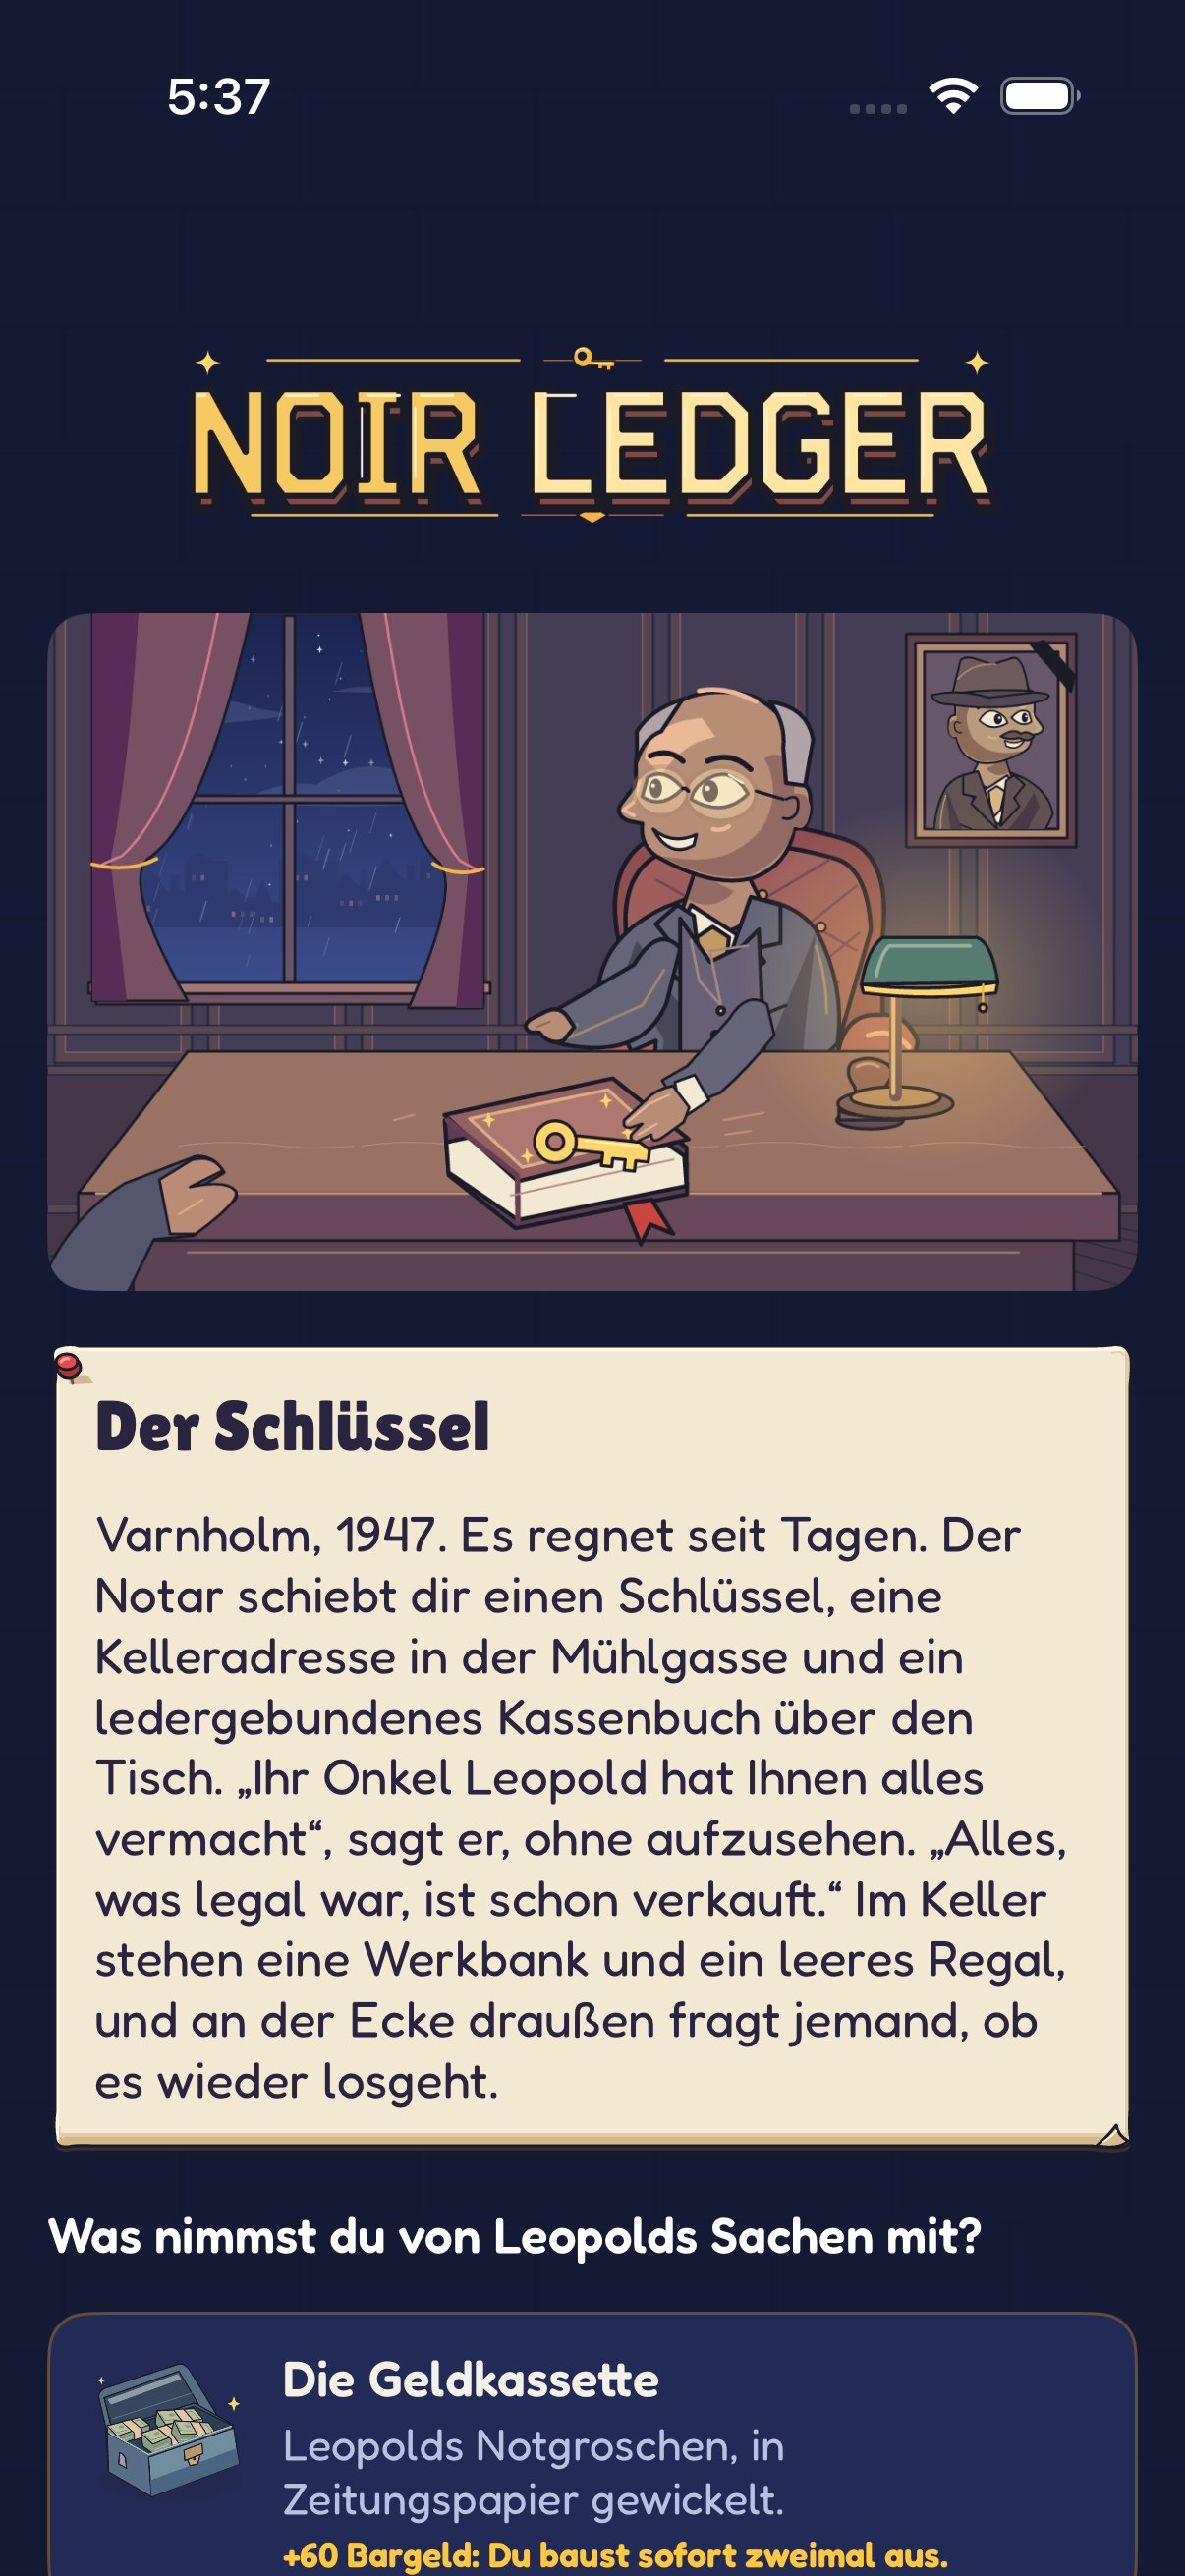 5:37
NOIR LEDGER
Der Schlüssel
Varnholm, 1947. Es regnet seit Tagen. Der
Notar schiebt dir einen Schlüssel, eine
Kelleradresse in der Mühlgasse und ein
ledergebundenes Kassenbuch über den
Tisch. „Ihr Onkel Leopold hat Ihnen alles
vermacht“, sagt er, ohne aufzusehen. „Alles,
was legal war, ist schon verkauft.“ Im Keller
stehen eine Werkbank und ein leeres Regal,
und an der Ecke draußen fragt jemand, ob
es wieder losgeht.
Was nimmst du von Leopolds Sachen mit?
Die Geldkassette
Leopolds Notgroschen, in
Zeitungspapier gewickelt.
+60 Bargeld: Du baust sofort zweimal aus.